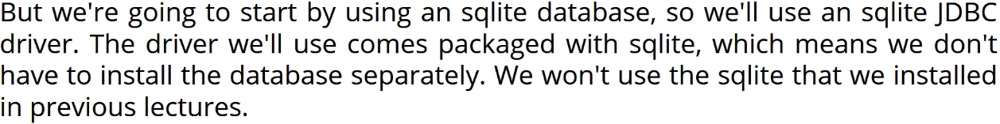 But we're going to start by using an sqlite database, so we'll use an sqlite JDBC
driver. The driver we'll use comes packaged with sqlite, which means we don't
have to install the database separately. We won't use the sqlite that we installed
in previous lectures.